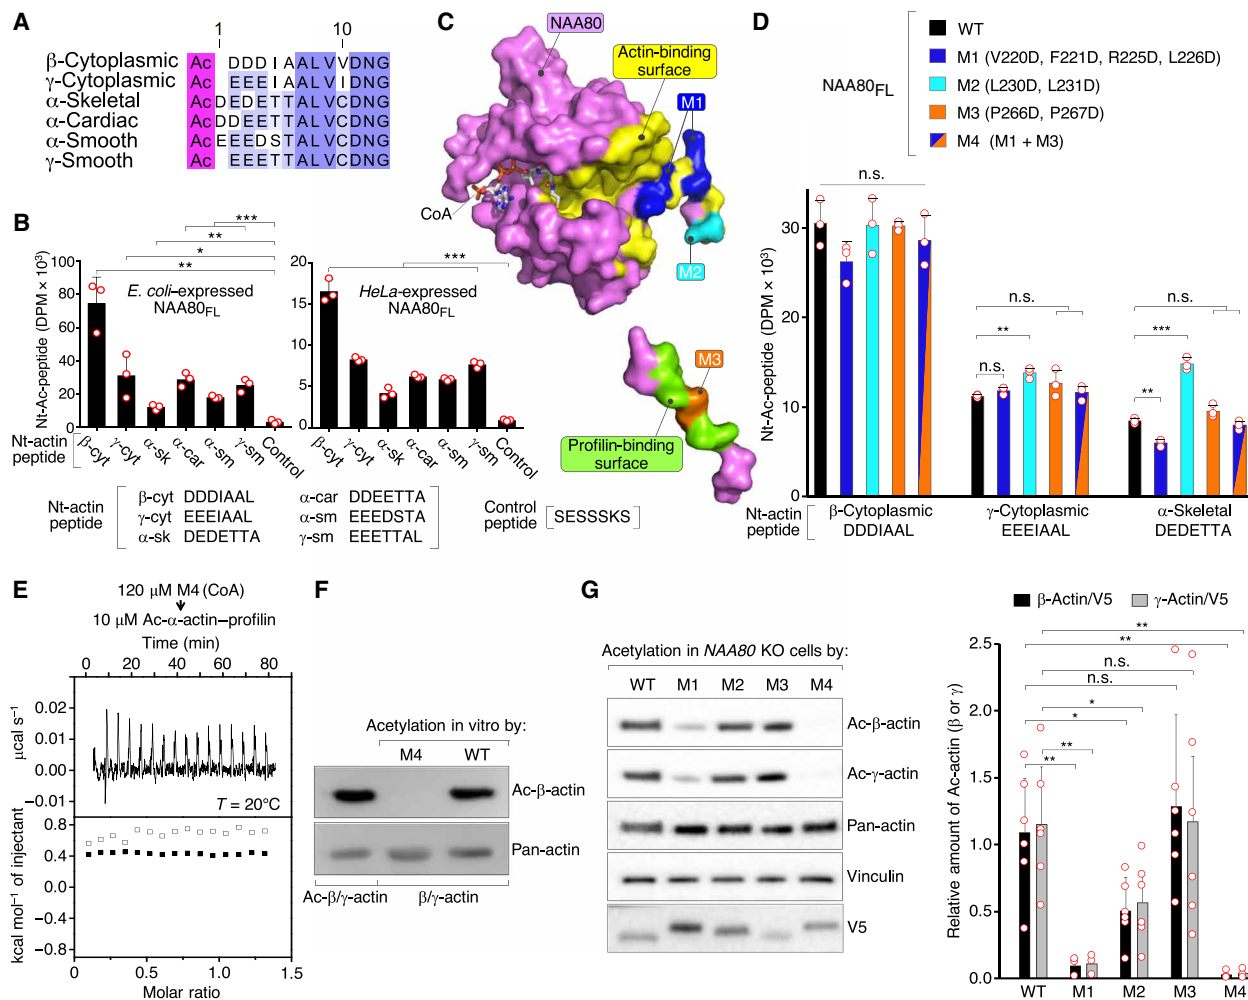 A
1 10
β-Cytoplasmic Ac DDDIAALVVDNG
γ-Cytoplasmic Ac EEEIAALVIDNG
α-Skeletal Ac DEDETTALVCDNG
α-Cardiac Ac DDEETTALVCDNG
α-Smooth Ac EEEDSTALVCDNG
γ-Smooth Ac EEETTALVCDNG
B
***
**
*
**
Nt-Ac-peptide (DPM × 10³)
100
80
60
40
20
0
E. coli–expressed
NAA80FL
20
15
10
5
0
***
HeLa-expressed
NAA80FL
Nt-actin
peptide
β-cyt γ-cyt α-sk α-car α-sm γ-sm Control
β-cyt γ-cyt α-sk α-car α-sm γ-sm Control
Nt-actin
peptide
β-cyt DDDIAAL
γ-cyt EEEIAAL
α-sk DEDETTA
α-car DDEETTA
α-sm EEEDSTA
γ-sm EEETTAL
Control
peptide
SESSSKS
C
NAA80
Actin-binding
surface
M1
CoA
M2
M3
Profilin-binding
surface
D
NAA80FL
WT
M1 (V220D, F221D, R225D, L226D)
M2 (L230D, L231D)
M3 (P266D, P267D)
M4 (M1 + M3)
Nt-Ac-peptide (DPM × 10³)
30
20
10
0
n.s.
n.s.
**
n.s.
n.s.
***
**
Nt-actin
peptide
β-Cytoplasmic
DDDIAAL
γ-Cytoplasmic
EEEIAAL
α-Skeletal
DEDETTA
E
120 μM M4 (CoA)
10 μM Ac-α-actin–profilin
Time (min)
0 20 40 60 80 100
μcal s⁻¹
0.02
0.01
0.00
−0.01
T = 20°C
kcal mol⁻¹ of injectant
0.8
0.4
0.0
−0.4
−0.8
0.0 0.5 1.0 1.5
Molar ratio
F
Acetylation in vitro by:
M4 WT
Ac-β-actin
Pan-actin
Ac-β/γ-actin β/γ-actin
G
Acetylation in NAA80 KO cells by:
WT M1 M2 M3 M4
Ac-β-actin
Ac-γ-actin
Pan-actin
Vinculin
V5
β-Actin/V5 γ-Actin/V5
Relative amount of Ac-actin (β or γ)
2.5
2.0
1.5
1.0
0.5
0.0
**
**
n.s.
n.s.
*
*
**
**
WT M1 M2 M3 M4